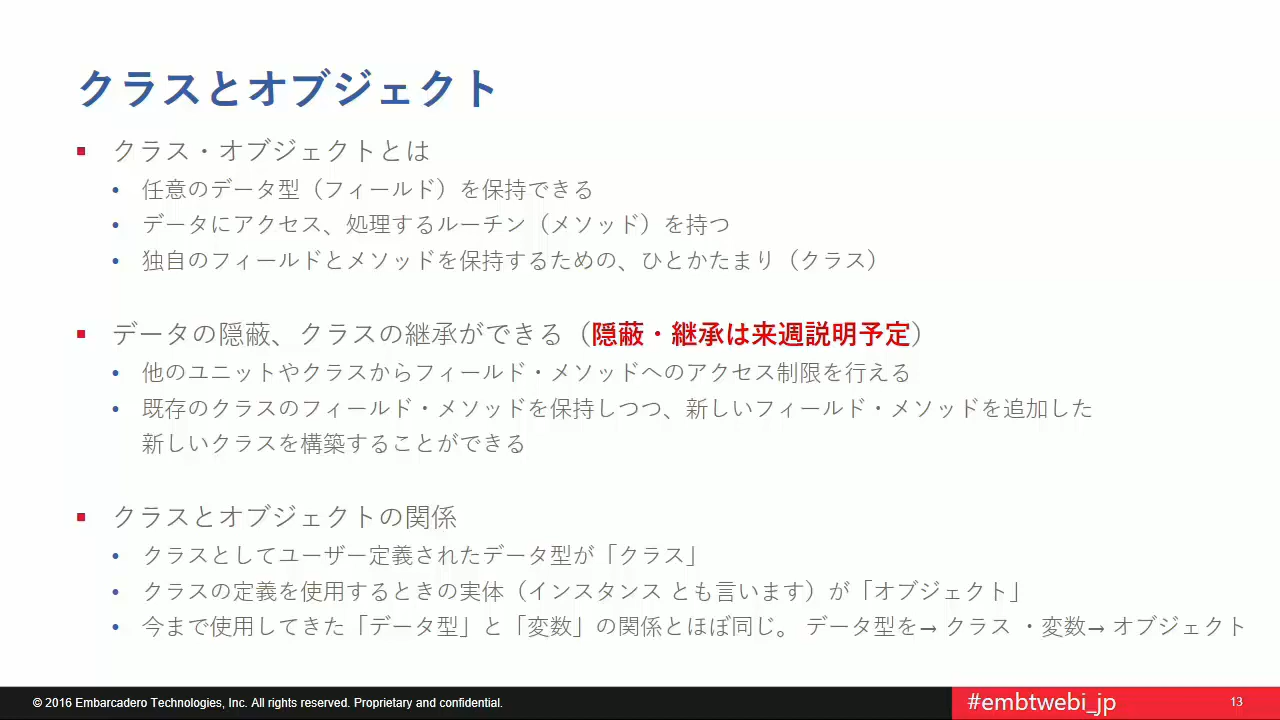 クラスとオブジェクト
クラス・オブジェクトとは
任意のデータ型（フィールド）を保持できる
データにアクセス、処理するルーチン（メソッド）を持つ
独自のフィールドとメソッドを保持するための、ひとかたまり（クラス）
データの隠蔽、クラスの継承ができる（隠蔽・継承は来週説明予定）
他のユニットやクラスからフィールド・メソッドへのアクセス制限を行える
既存のクラスのフィールド・メソッドを保持しつつ、新しいフィールド・メソッドを追加した
新しいクラスを構築することができる
クラスとオブジェクトの関係
クラスとしてユーザー定義されたデータ型が「クラス」
クラスの定義を使用するときの実体（インスタンス とも言います）が「オブジェクト」
今まで使用してきた「データ型」と「変数」の関係とほぼ同じ。 データ型を→ クラス ・変数→ オブジェクト
© 2016 Embarcadero Technologies, Inc. All rights reserved. Proprietary and confidential.
#embtwebi_jp
13